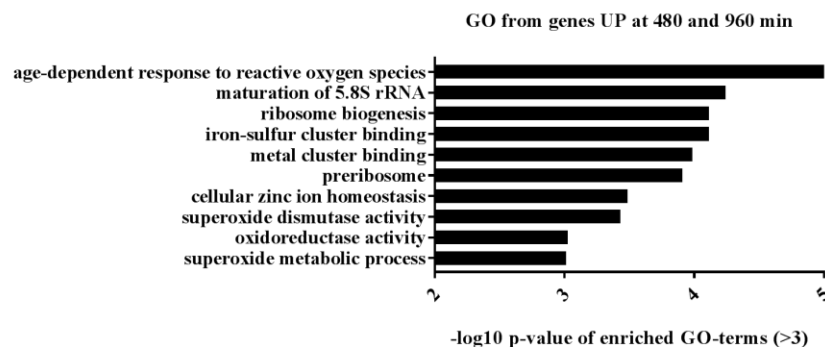 GO from genes UP at 480 and 960 min
age-dependent response to reactive oxygen species
maturation of 5.8S rRNA
ribosome biogenesis
iron-sulfur cluster binding
metal cluster binding
preribosome
cellular zinc ion homeostasis
superoxide dismutase activity
oxidoreductase activity
superoxide metabolic process
2 3 4 5
-log10 p-value of enriched GO-terms (>3)